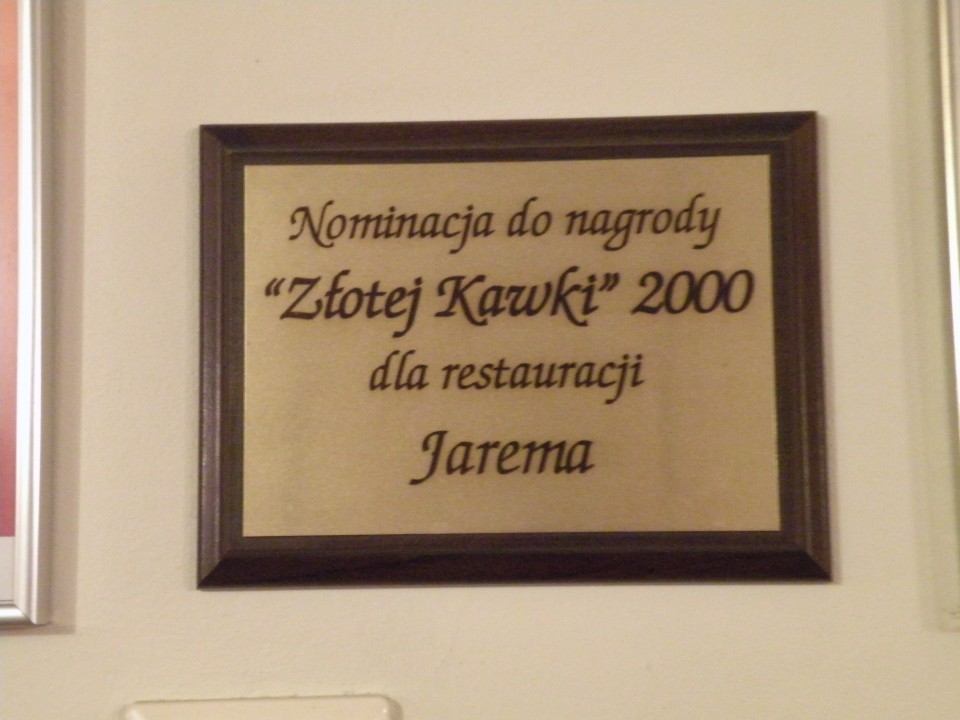 Nominacja do nagrody
“Złotej Kawki” 2000
dla restauracji
Jarema